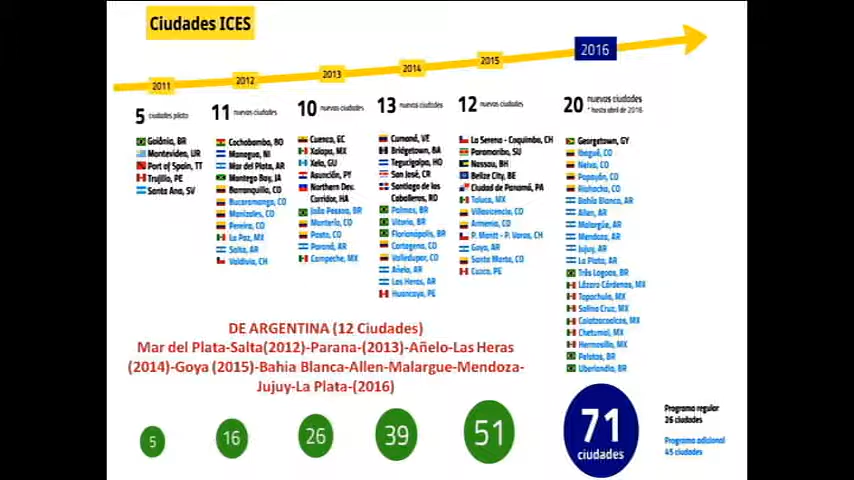 Ciudades ICES
2011
2012
2013
2014
2015
2016
5 ciudades piloto
Goiânia, BR
Montevideo, UR
Port of Spain, TT
Trujillo, PE
Santa Ana, SV
11 nuevas ciudades
Cochabamba, BO
Managua, NI
Mar del Plata, AR
Montego Bay, JA
Barranquilla, CO
Bucaramanga, CO
Manizales, CO
Pereira, CO
La Paz, MX
Salta, AR
Valdivia, CH
10 nuevas ciudades
Cuenca, EC
Xalapa, MX
Xela, GU
Asunción, PY
Northern Dev.
Corridor, HA
João Pessoa, BR
Montería, CO
Pasto, CO
Paraná, AR
Campeche, MX
13 nuevas ciudades
Cumaná, VE
Bridgetown, BA
Tegucigalpa, HO
San José, CR
Santiago de los
Caballeros, RD
Palmas, BR
Vitoria, BR
Florianópolis, BR
Cartagena, CO
Valledupar, CO
Añelo, AR
Las Heras, AR
Huancayo, PE
12 nuevas ciudades
La Serena - Coquimbo, CH
Paramaribo, SU
Nassau, BH
Belize City, BE
Ciudad de Panamá, PA
Toluca, MX
Villavicencio, CO
Armenia, CO
P. Montt - P. Varas, CH
Goya, AR
Santa Marta, CO
Cuzco, PE
20 nuevas ciudades
* hasta abril de 2016
Georgetown, GY
Ibagué, CO
Neiva, CO
Popayán, CO
Riohacha, CO
Bahía Blanca, AR
Allen, AR
Malargüe, AR
Mendoza, AR
Jujuy, AR
La Plata, AR
Três Lagoas, BR
Lázaro Cárdenas, MX
Tapachula, MX
Salina Cruz, MX
Coatzacoalcos, MX
Chetumal, MX
Hermosillo, MX
Pelotas, BR
Uberlandia, BR
DE ARGENTINA (12 Ciudades)
Mar del Plata-Salta(2012)-Parana-(2013)-Añelo-Las Heras
(2014)-Goya (2015)-Bahia Blanca-Allen-Malargue-Mendoza-
Jujuy-La Plata-(2016)
5
16
26
39
51
71
ciudades
Programa regular
26 ciudades
Programa adicional
45 ciudades